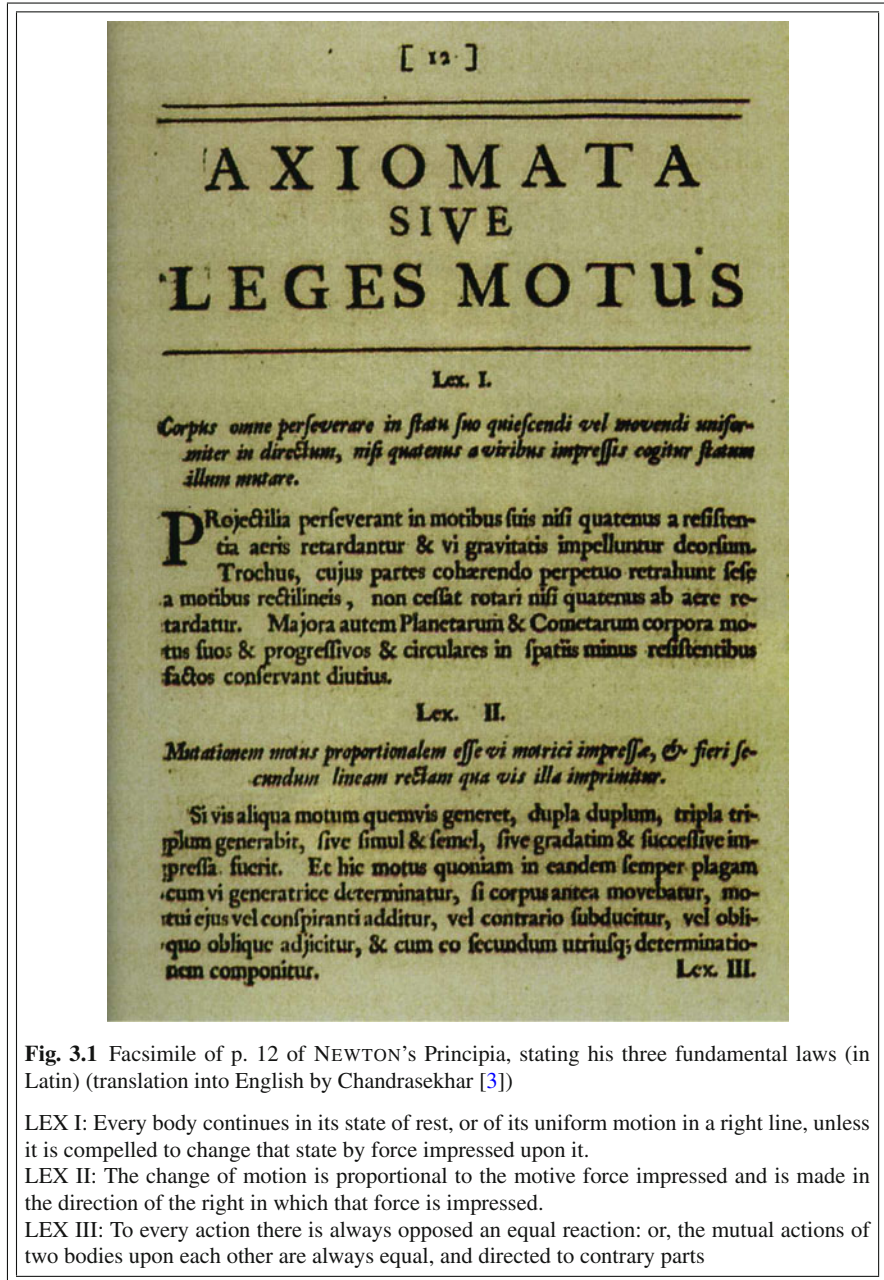 [ 12 ]
AXIOMATA
SIVE
LEGES MOTUS
Lex. I.
Corpus omne perſeverare in ſtatu ſuo quieſcendi vel movendi unifor-
miter in directum, niſi quatenus a viribus impreſſis cogitur ſtatum
illum mutare.
PRojectilia perſeverant in motibus ſuis niſi quatenus a reſiſten-
tia aeris retardantur & vi gravitatis impelluntur deorſum.
Trochus, cujus partes cohærendo perpetuo retrahunt ſeſe
a motibus rectilineis, non ceſſat rotari niſi quatenus ab aere re-
tardatur. Majora autem Planetarum & Cometarum corpora mo-
tus ſuos & progreſſivos & circulares in ſpatiis minus reſiſtentibus
factos conſervant diutius.
Lex. II.
Mutationem motus proportionalem eſſe vi motrici impreſſæ, & fieri ſe-
cundum lineam rectam qua vis illa imprimitur.
Si vis aliqua motum quemvis generet, dupla duplum, tripla tri-
plum generabit, ſive ſimul & ſemel, ſive gradatim & ſucceſſive im-
preſſa fuerit. Et hic motus quoniam in eandem ſemper plagam
cum vi generatrice determinatur, ſi corpus antea movebatur, mo-
tui ejus vel conſpiranti additur, vel contrario ſubducitur, vel obli-
quo oblique adjicitur, & cum eo ſecundum utriuſq; determinatio-
nem componitur. Lex. III.
Fig. 3.1 Facsimile of p. 12 of NEWTON's Principia, stating his three fundamental laws (in
Latin) (translation into English by Chandrasekhar [3])
LEX I: Every body continues in its state of rest, or of its uniform motion in a right line, unless
it is compelled to change that state by force impressed upon it.
LEX II: The change of motion is proportional to the motive force impressed and is made in
the direction of the right in which that force is impressed.
LEX III: To every action there is always opposed an equal reaction: or, the mutual actions of
two bodies upon each other are always equal, and directed to contrary parts